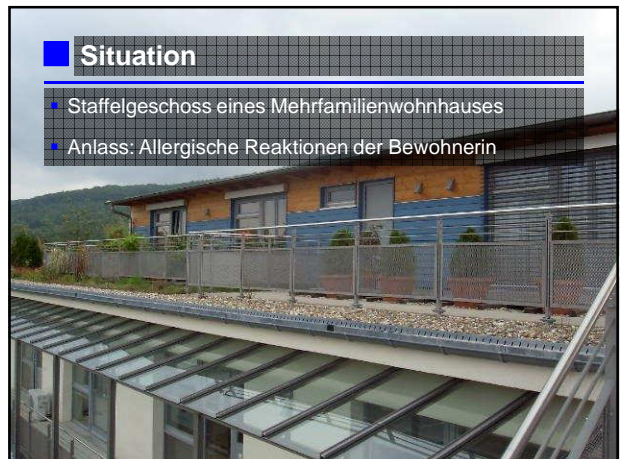 Situation
Staffelgeschoss eines Mehrfamilienwohnhauses
Anlass: Allergische Reaktionen der Bewohnerin